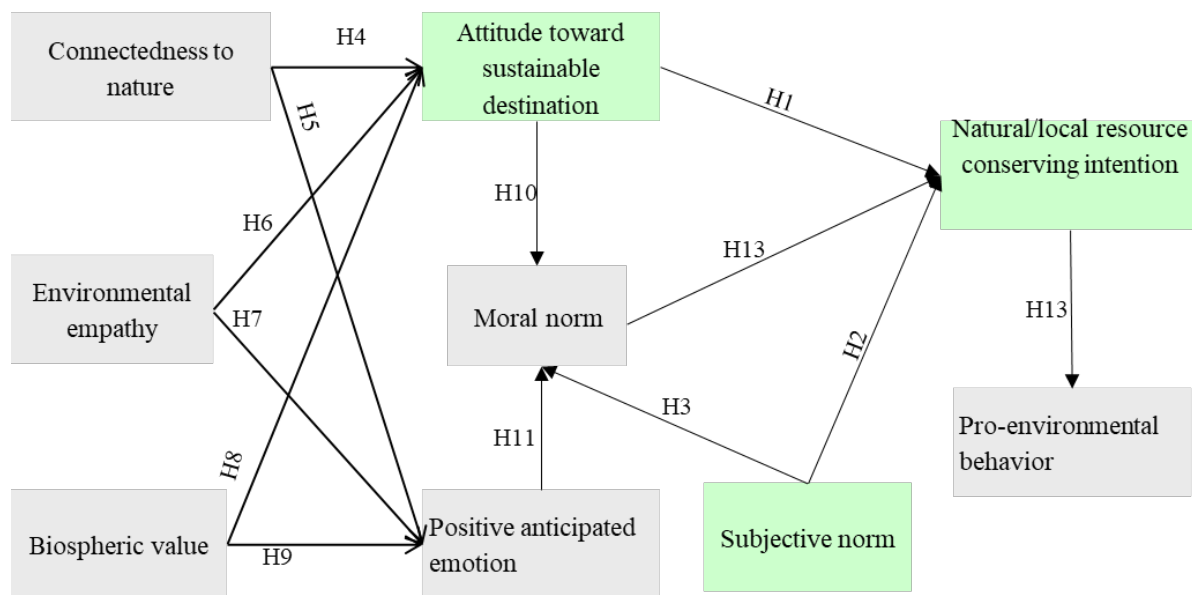 Connectedness to
nature
H4
Attitude toward
sustainable
destination
H1
H5
Natural/local resource
conserving intention
H10
H6
H13
Environmental
empathy
H7
Moral norm
H13
H2
H3
Pro-environmental
behavior
H11
H8
Biospheric value
H9
Positive anticipated
emotion
Subjective norm